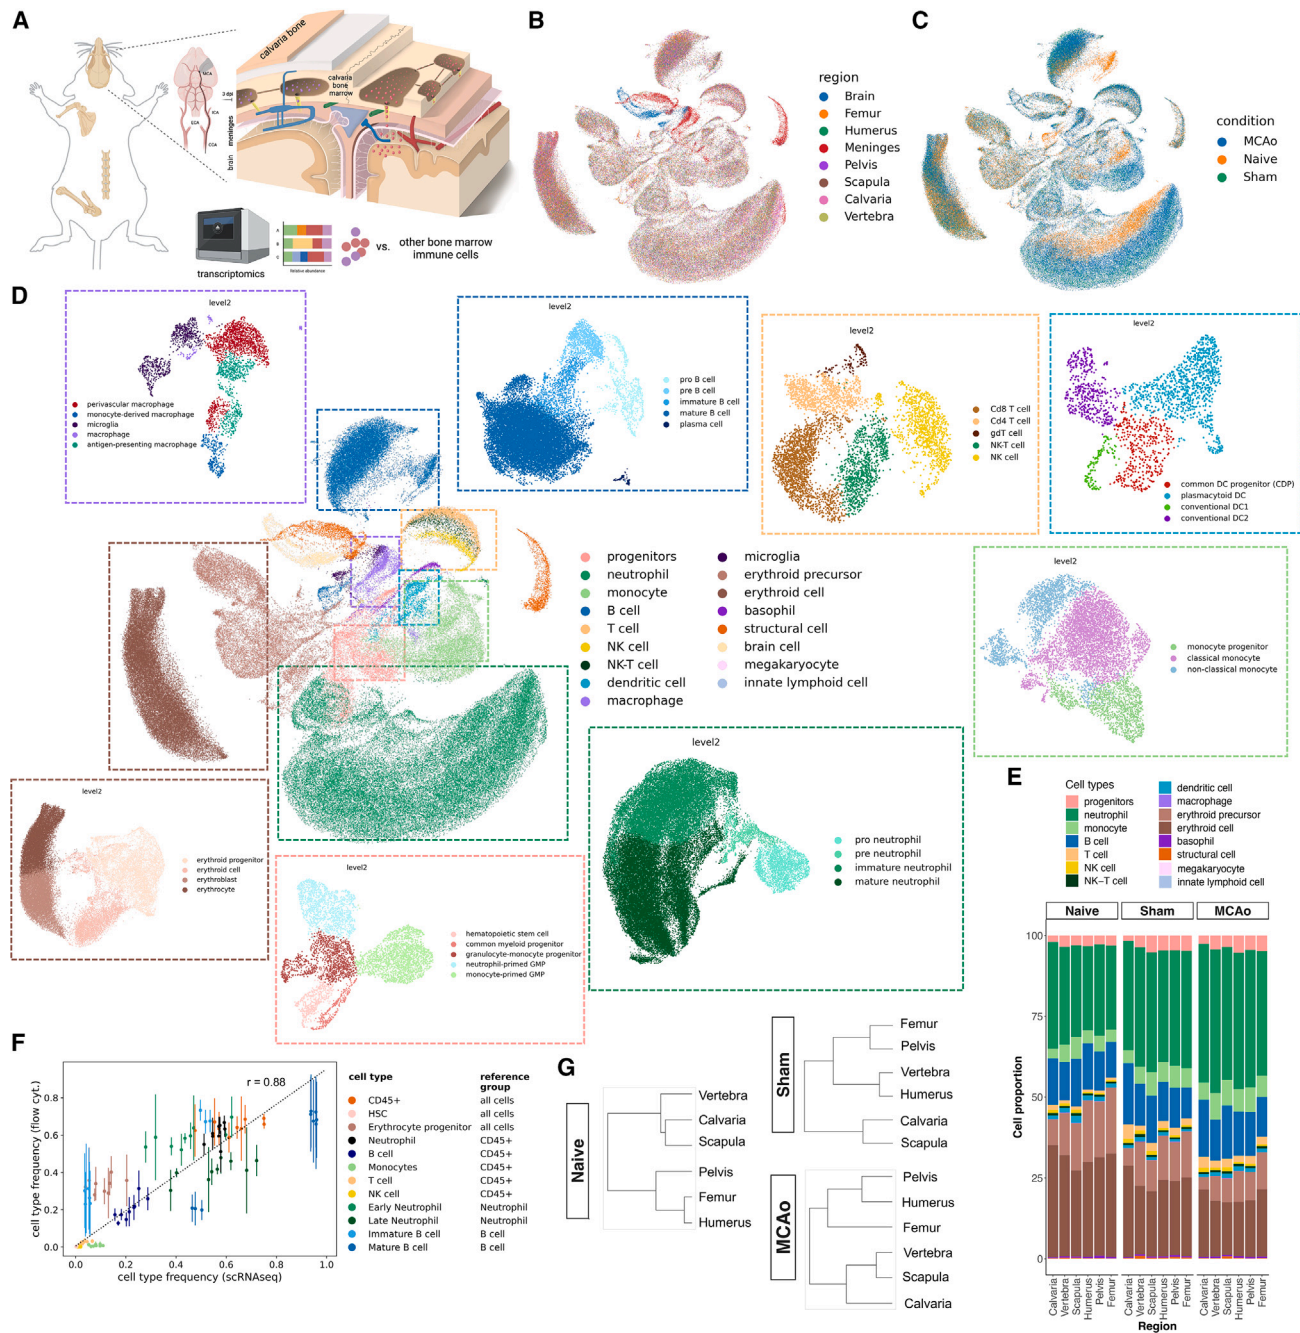 A
calvaria bone
calvaria
bone
marrow
MCA
3 dpi
ICA
ECA
CCA
meninges
brain
A
B
C
Relative abundance
transcriptomics
vs.
other bone marrow
immune cells
B
region
Brain
Femur
Humerus
Meninges
Pelvis
Scapula
Calvaria
Vertebra
C
condition
MCAo
Naive
Sham
D
level2
perivascular macrophage
monocyte-derived macrophage
microglia
macrophage
antigen-presenting macrophage
level2
pro B cell
pre B cell
immature B cell
mature B cell
plasma cell
level2
Cd8 T cell
Cd4 T cell
gdT cell
NK-T cell
NK cell
level2
common DC progenitor (CDP)
plasmacytoid DC
conventional DC1
conventional DC2
progenitors
neutrophil
monocyte
B cell
T cell
NK cell
NK-T cell
dendritic cell
macrophage
microglia
erythroid precursor
erythroid cell
basophil
structural cell
brain cell
megakaryocyte
innate lymphoid cell
level2
monocyte progenitor
classical monocyte
non-classical monocyte
level2
erythroid progenitor
erythroid cell
erythroblast
erythrocyte
level2
hematopoietic stem cell
common myeloid progenitor
granulocyte-monocyte progenitor
neutrophil-primed GMP
monocyte-primed GMP
level2
pro neutrophil
pre neutrophil
immature neutrophil
mature neutrophil
E
Cell types
progenitors
neutrophil
monocyte
B cell
T cell
NK cell
NK−T cell
dendritic cell
macrophage
erythroid precursor
erythroid cell
basophil
structural cell
megakaryocyte
innate lymphoid cell
Naive
Sham
MCAo
100
75
50
25
0
Cell proportion
Calvaria
Vertebra
Scapula
Humerus
Pelvis
Femur
Calvaria
Vertebra
Scapula
Humerus
Pelvis
Femur
Calvaria
Vertebra
Scapula
Humerus
Pelvis
Femur
Region
F
r = 0.88
cell type frequency (flow cyt.)
0.8
0.6
0.4
0.2
0.0
0.0 0.2 0.4 0.6 0.8 1.0
cell type frequency (scRNAseq)
cell type reference group
CD45+ all cells
HSC all cells
Erythrocyte progenitor all cells
Neutrophil CD45+
B cell CD45+
Monocytes CD45+
T cell CD45+
NK cell CD45+
Early Neutrophil Neutrophil
Late Neutrophil Neutrophil
Immature B cell B cell
Mature B cell B cell
G
Naive
Vertebra
Calvaria
Scapula
Pelvis
Femur
Humerus
Sham
Femur
Pelvis
Vertebra
Humerus
Calvaria
Scapula
MCAo
Pelvis
Humerus
Femur
Vertebra
Scapula
Calvaria